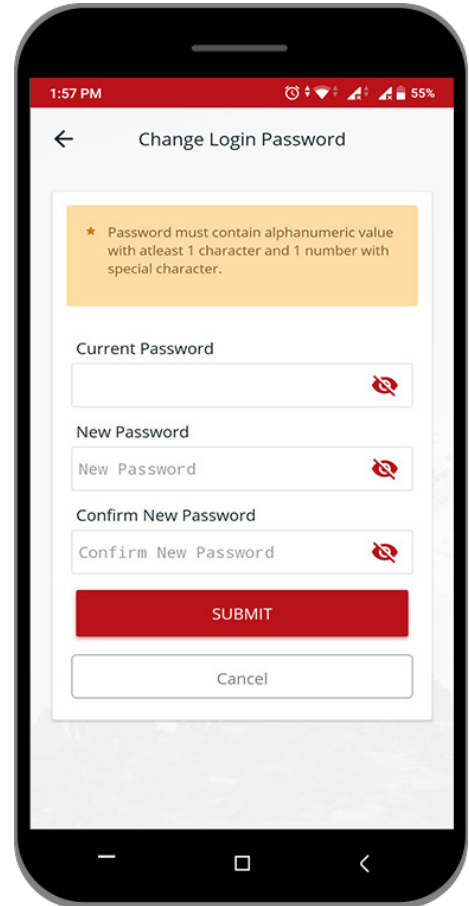 1:57 PM 55%
Change Login Password
★ Password must contain alphanumeric value
with atleast 1 character and 1 number with
special character.
Current Password
New Password
New Password
Confirm New Password
Confirm New Password
SUBMIT
Cancel